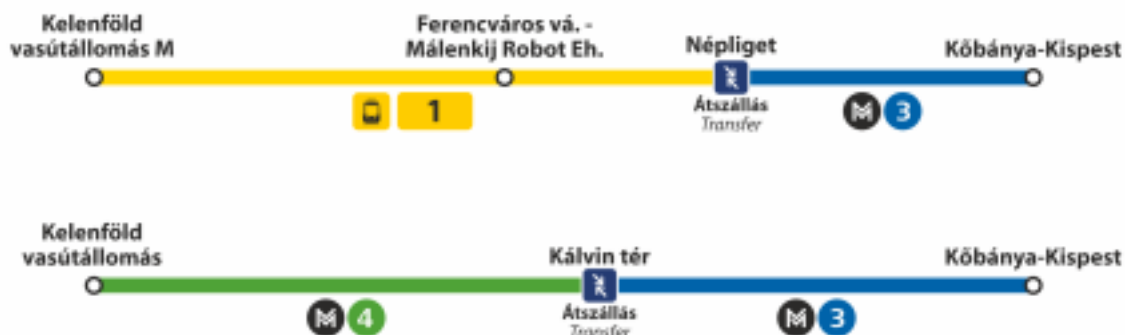 Kelenföld
vasútállomás M
Ferencváros vá. -
Málenkij Robot Eh.
Népliget
Kőbánya-Kispest
1
Átszállás
Transfer
M 3
Kelenföld
vasútállomás
Kálvin tér
Kőbánya-Kispest
M 4
Átszállás
Transfer
M 3